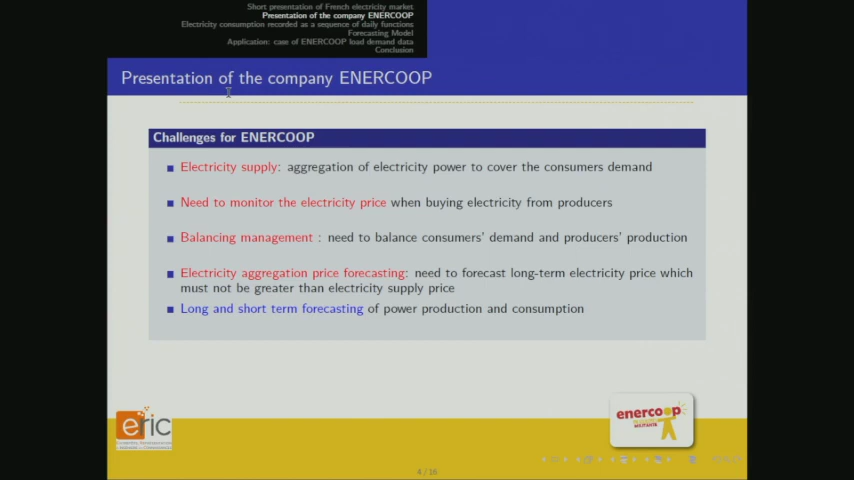 Short presentation of French electricity market
Presentation of the company ENERCOOP
Electricity consumption recorded as a sequence of daily functions
Forecasting Model
Application: case of ENERCOOP load demand data
Conclusion
Presentation of the company ENERCOOP
Challenges for ENERCOOP
Electricity supply: aggregation of electricity power to cover the consumers demand
Need to monitor the electricity price when buying electricity from producers
Balancing management : need to balance consumers' demand and producers' production
Electricity aggregation price forecasting: need to forecast long-term electricity price which
must not be greater than electricity supply price
Long and short term forecasting of power production and consumption
eric
enercoop
4 / 16